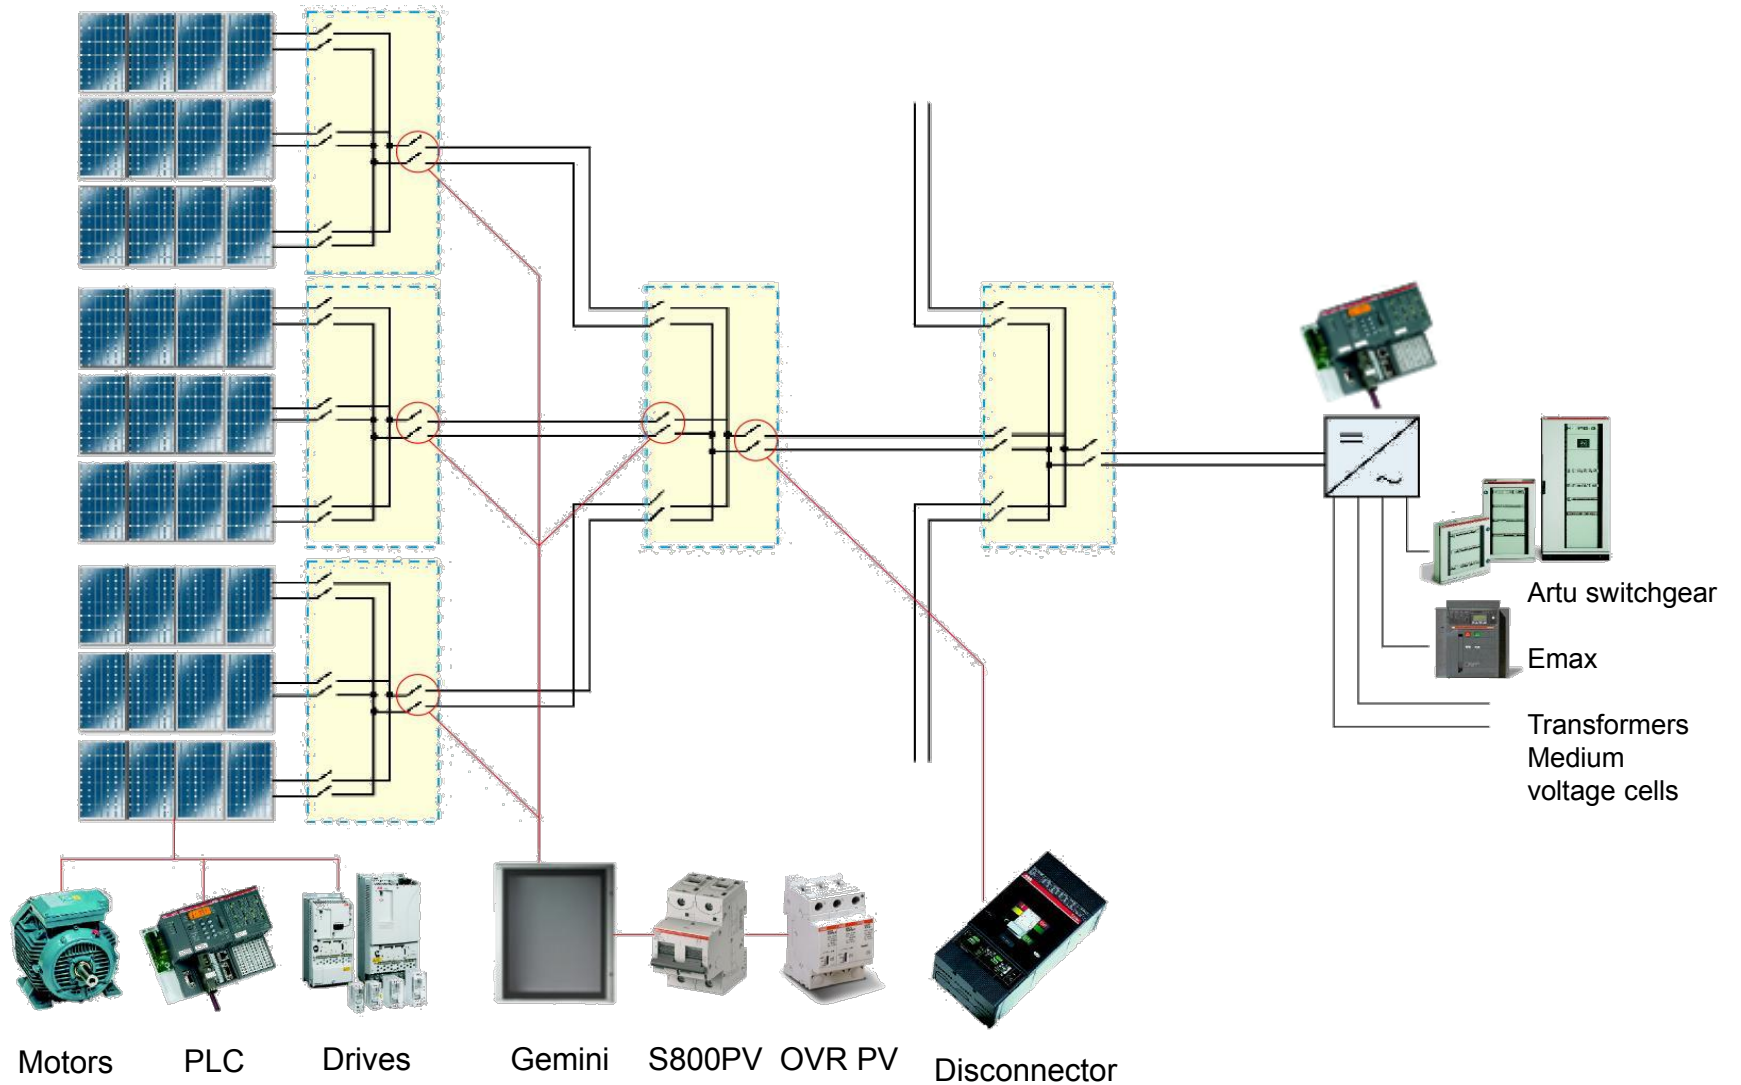 Artu switchgear
Emax
Transformers
Medium
voltage cells
Motors
PLC
Drives
Gemini
S800PV
OVR PV
Disconnector